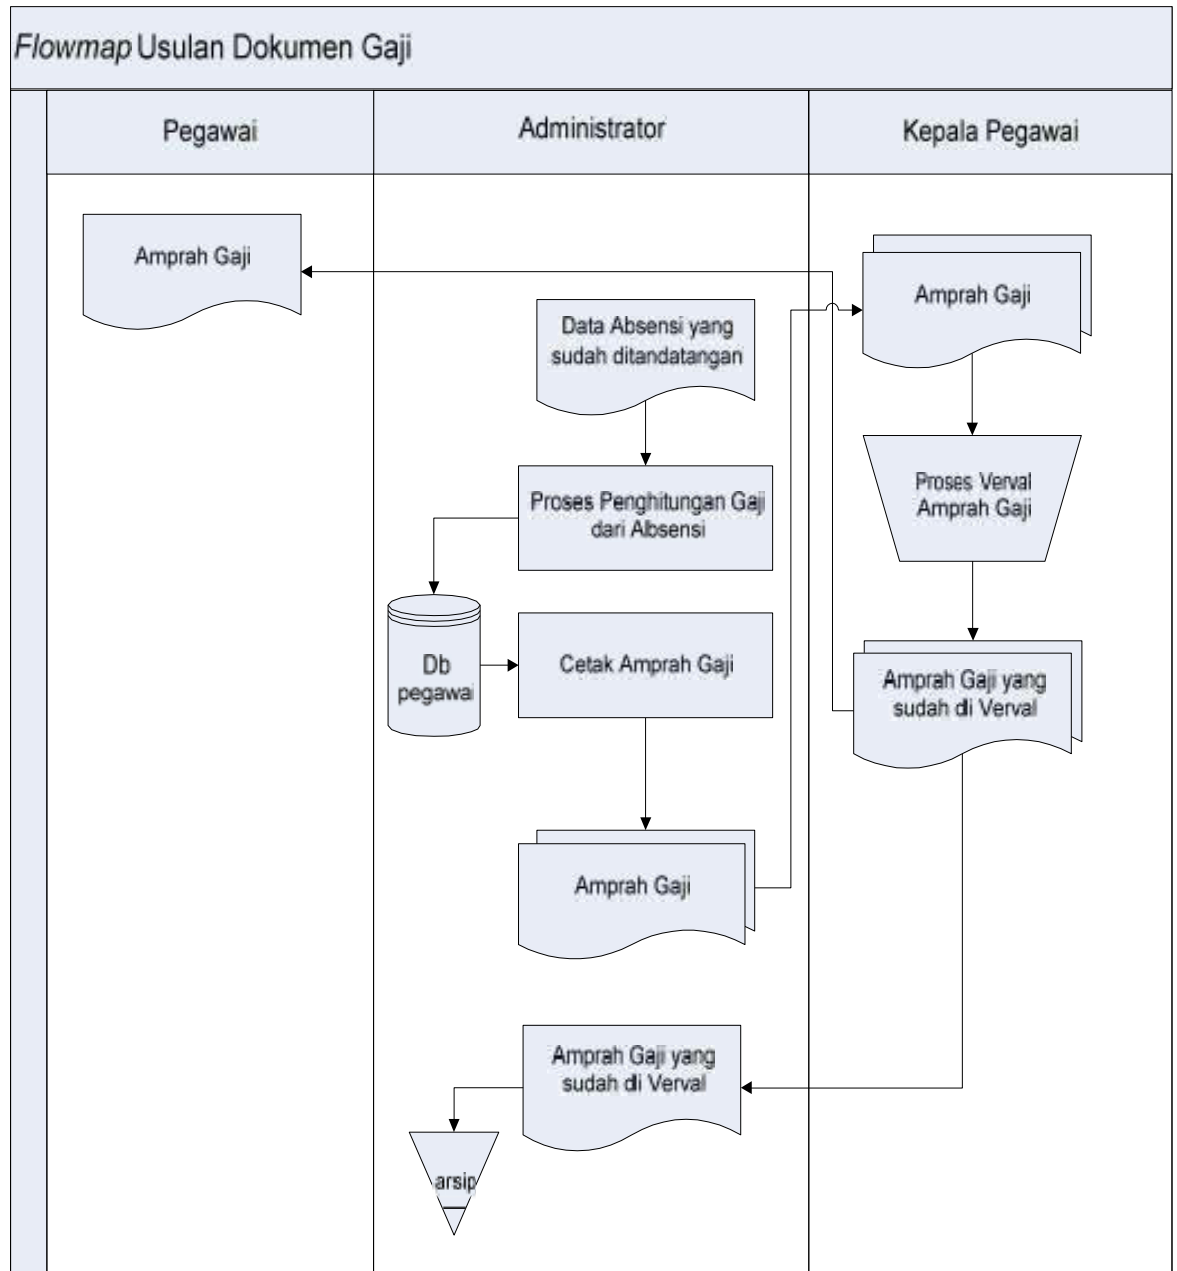 Flowmap Usulan Dokumen Gaji
Pegawai
Administrator
Kepala Pegawai
Amprah Gaji
Data Absensi yang
sudah ditandatangan
Proses Penghitungan Gaji
dari Absensi
Db
pegawai
Cetak Amprah Gaji
Amprah Gaji
Amprah Gaji yang
sudah di Verval
arsip
Amprah Gaji
Proses Verval
Amprah Gaji
Amprah Gaji yang
sudah di Verval